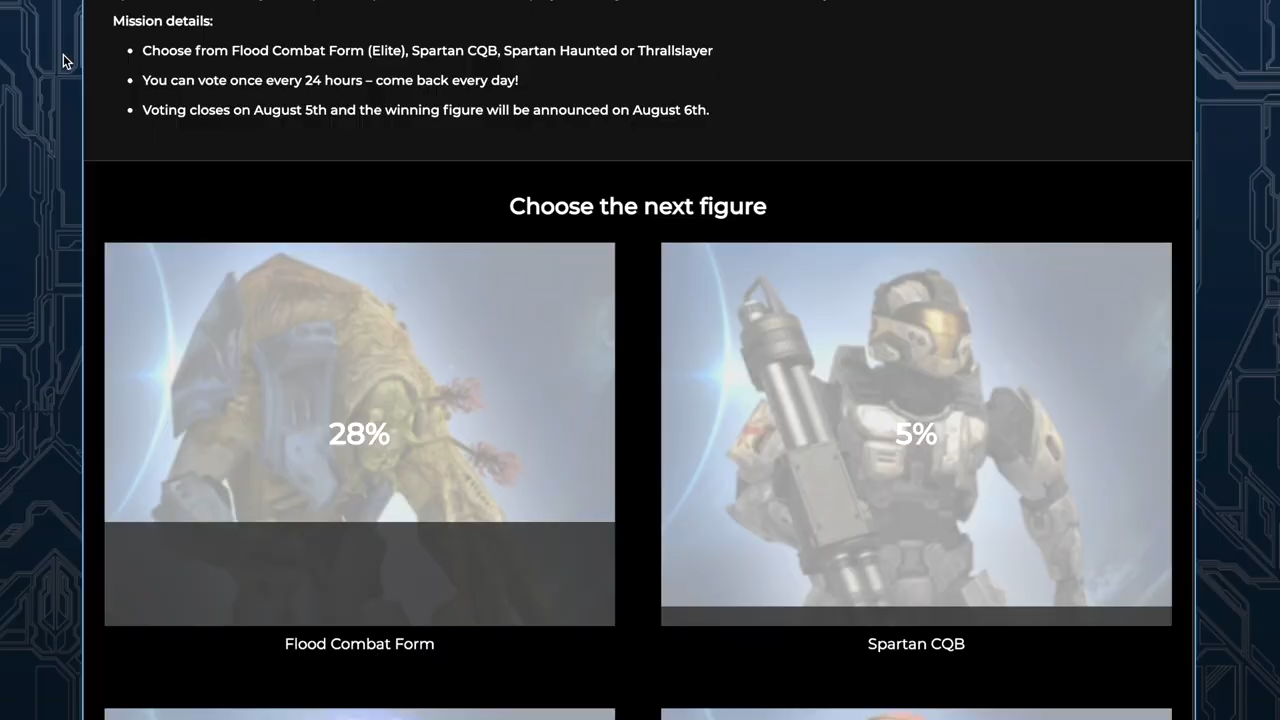 Mission details:
• Choose from Flood Combat Form (Elite), Spartan CQB, Spartan Haunted or Thrallslayer
• You can vote once every 24 hours – come back every day!
• Voting closes on August 5th and the winning figure will be announced on August 6th.
Choose the next figure
28%
5%
Flood Combat Form
Spartan CQB